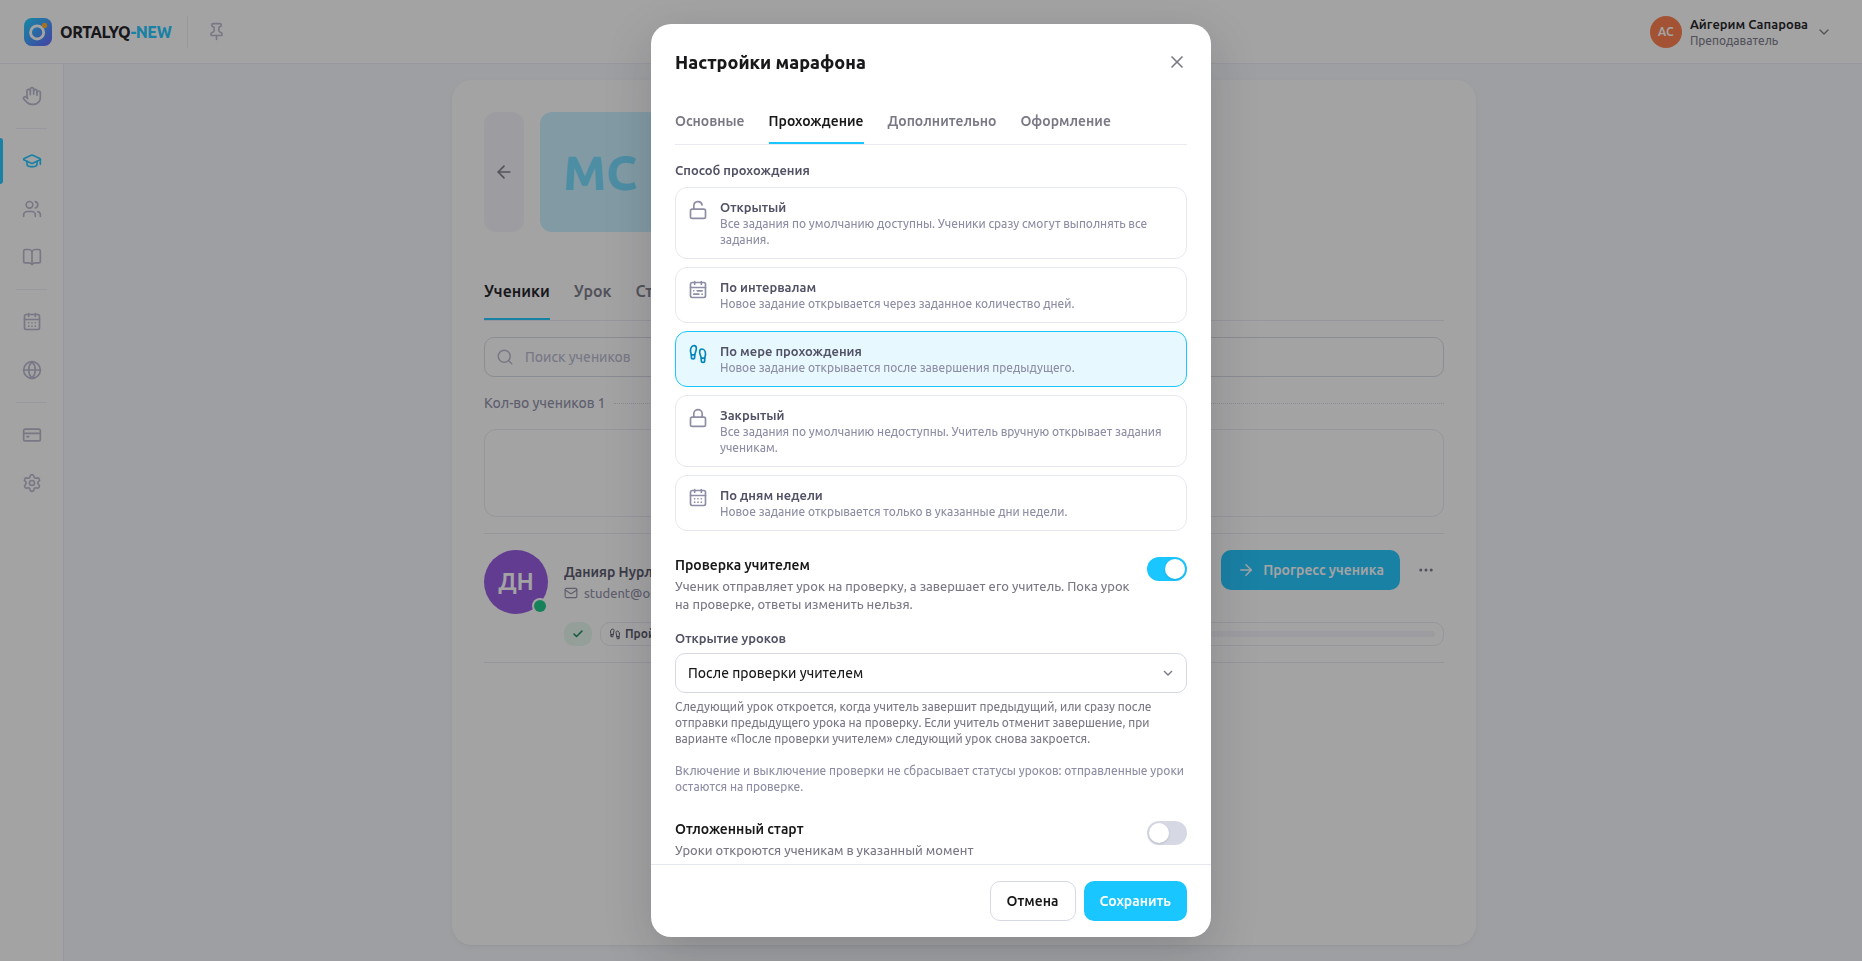 ORTALYQ-NEW
АС
Айгерим Сапарова
Преподаватель
МС
Ученики
Урок
Ст
Поиск учеников
Кол-во учеников 1
ДН
Данияр Нурл
student@o
Прой
Прогресс ученика
Настройки марафона
Основные
Прохождение
Дополнительно
Оформление
Способ прохождения
Открытый
Все задания по умолчанию доступны. Ученики сразу смогут выполнять все
задания.
По интервалам
Новое задание открывается через заданное количество дней.
По мере прохождения
Новое задание открывается после завершения предыдущего.
Закрытый
Все задания по умолчанию недоступны. Учитель вручную открывает задания
ученикам.
По дням недели
Новое задание открывается только в указанные дни недели.
Проверка учителем
Ученик отправляет урок на проверку, а завершает его учитель. Пока урок
на проверке, ответы изменить нельзя.
Открытие уроков
После проверки учителем
Следующий урок откроется, когда учитель завершит предыдущий, или сразу после
отправки предыдущего урока на проверку. Если учитель отменит завершение, при
варианте «После проверки учителем» следующий урок снова закроется.
Включение и выключение проверки не сбрасывает статусы уроков: отправленные уроки
остаются на проверке.
Отложенный старт
Уроки откроются ученикам в указанный момент
Отмена
Сохранить